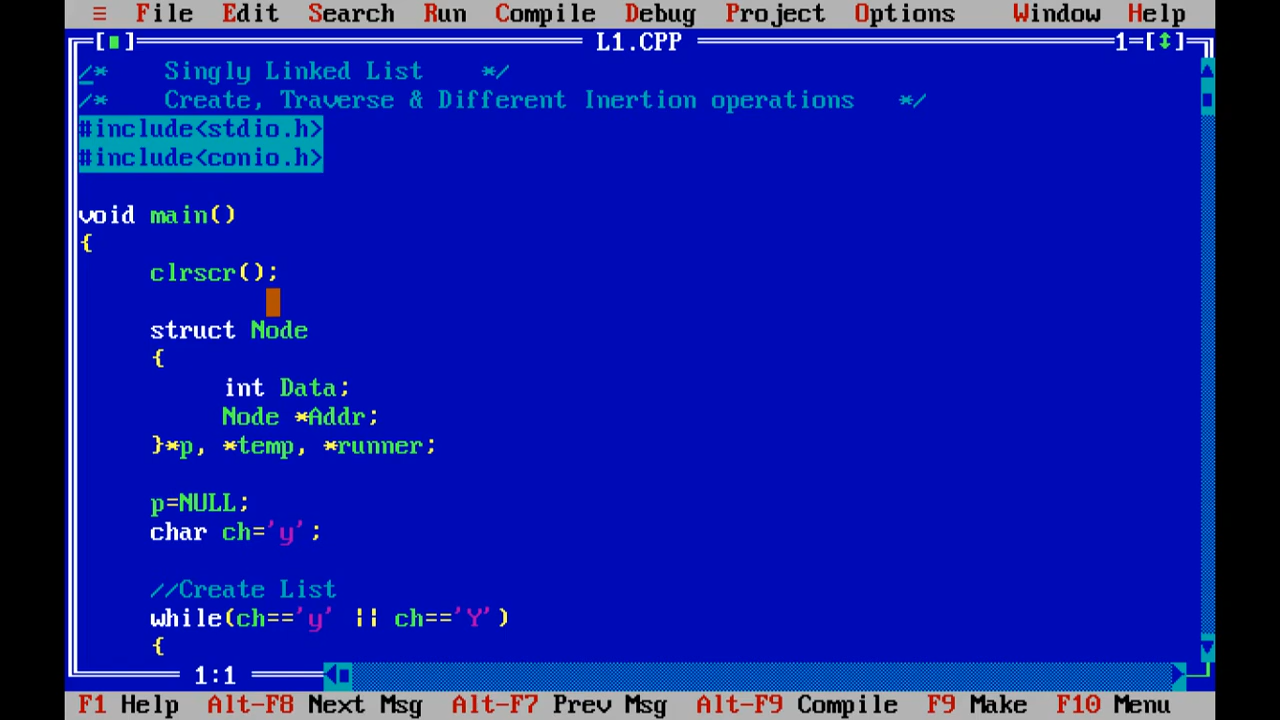 ≡ File Edit Search Run Compile Debug Project Options Window Help
[■] L1.CPP 1=[↕]
/* Singly Linked List */
/* Create, Traverse & Different Inertion operations */
#include<stdio.h>
#include<conio.h>
void main()
{
clrscr();
struct Node
{
int Data;
Node *Addr;
}*p, *temp, *runner;
p=NULL;
char ch='y';
//Create List
while(ch=='y' || ch=='Y')
{
1:1
F1 Help Alt-F8 Next Msg Alt-F7 Prev Msg Alt-F9 Compile F9 Make F10 Menu